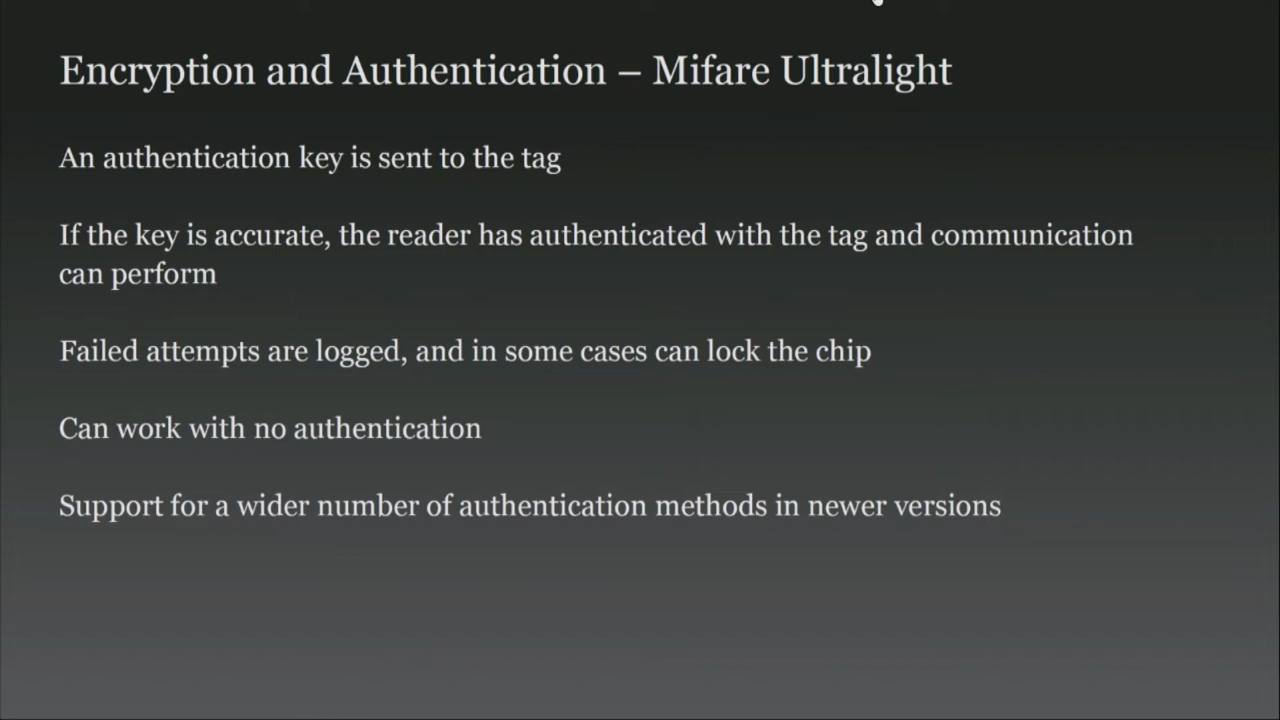 Encryption and Authentication – Mifare Ultralight
An authentication key is sent to the tag
If the key is accurate, the reader has authenticated with the tag and communication
can perform
Failed attempts are logged, and in some cases can lock the chip
Can work with no authentication
Support for a wider number of authentication methods in newer versions